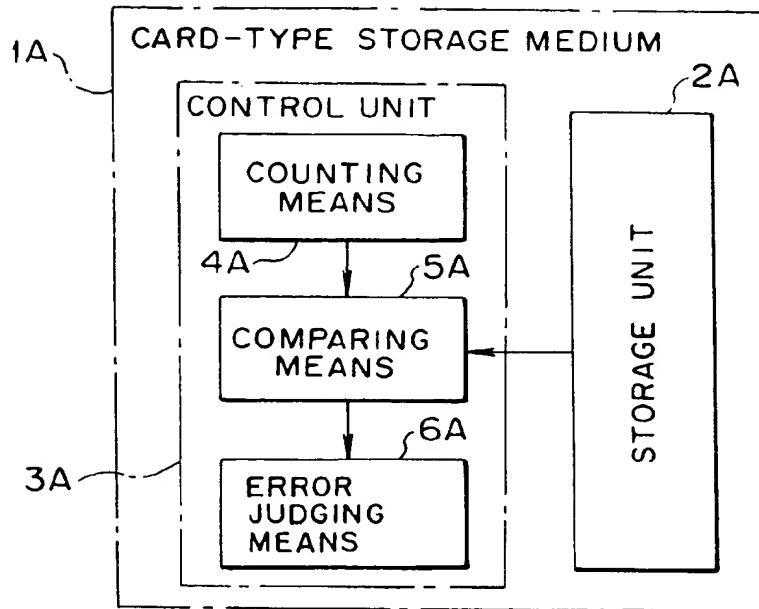 1A
CARD-TYPE STORAGE MEDIUM
CONTROL UNIT
2A
COUNTING
MEANS
4A
5A
COMPARING
MEANS
STORAGE UNIT
3A
6A
ERROR
JUDGING
MEANS